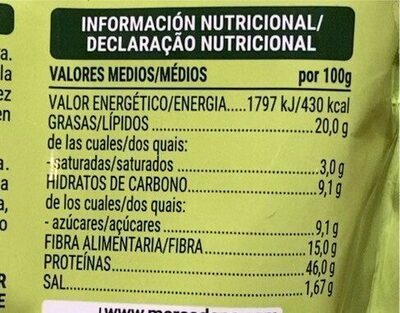 INFORMACIÓN NUTRICIONAL/
DECLARAÇÃO NUTRICIONAL
VALORES MEDIOS/MÉDIOS por 100g
VALOR ENERGÉTICO/ENERGIA.....1797 kJ/430 kcal
GRASAS/LÍPIDOS..............................20,0 g
de las cuales/dos quais:
- saturadas/saturados..............................3,0 g
HIDRATOS DE CARBONO..............................9,1 g
de los cuales/dos quais:
- azúcares/açúcares..............................9,1 g
FIBRA ALIMENTARIA/FIBRA....................15,0 g
PROTEÍNAS..............................46,0 g
SAL..............................1,67 g